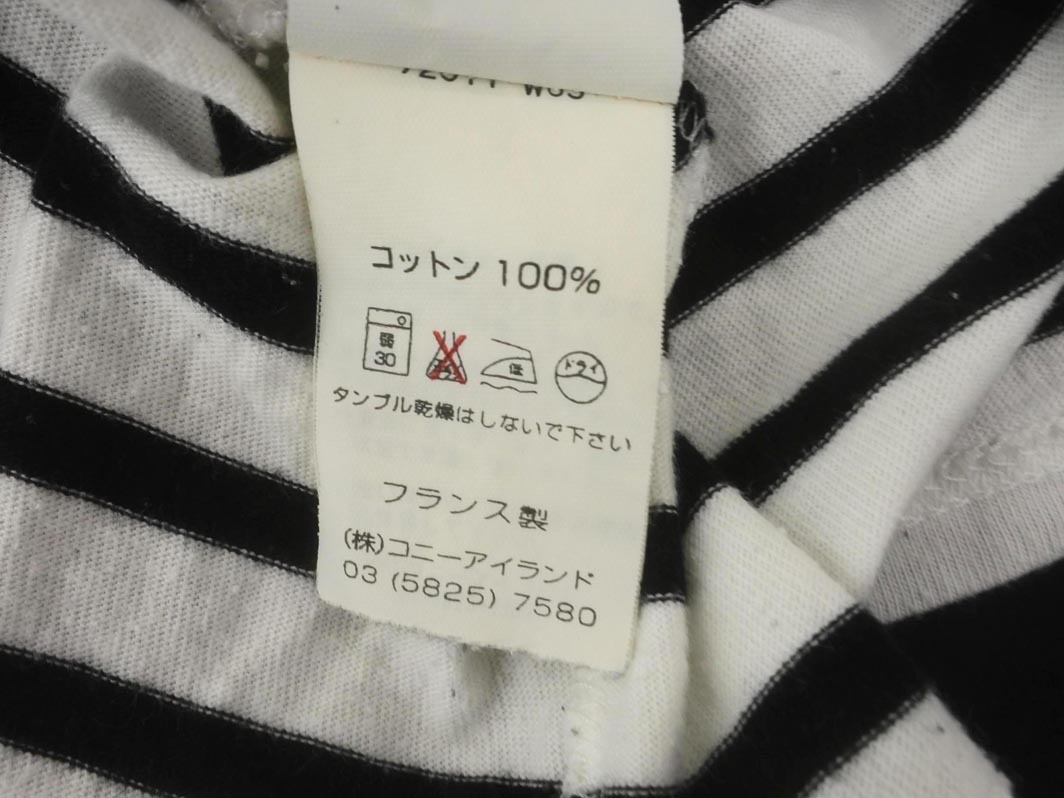 コットン 100%
弱
30
低
ドライ
タンブル乾燥はしないで下さい
フランス製
(株)コニーアイランド
03 (5825) 7580